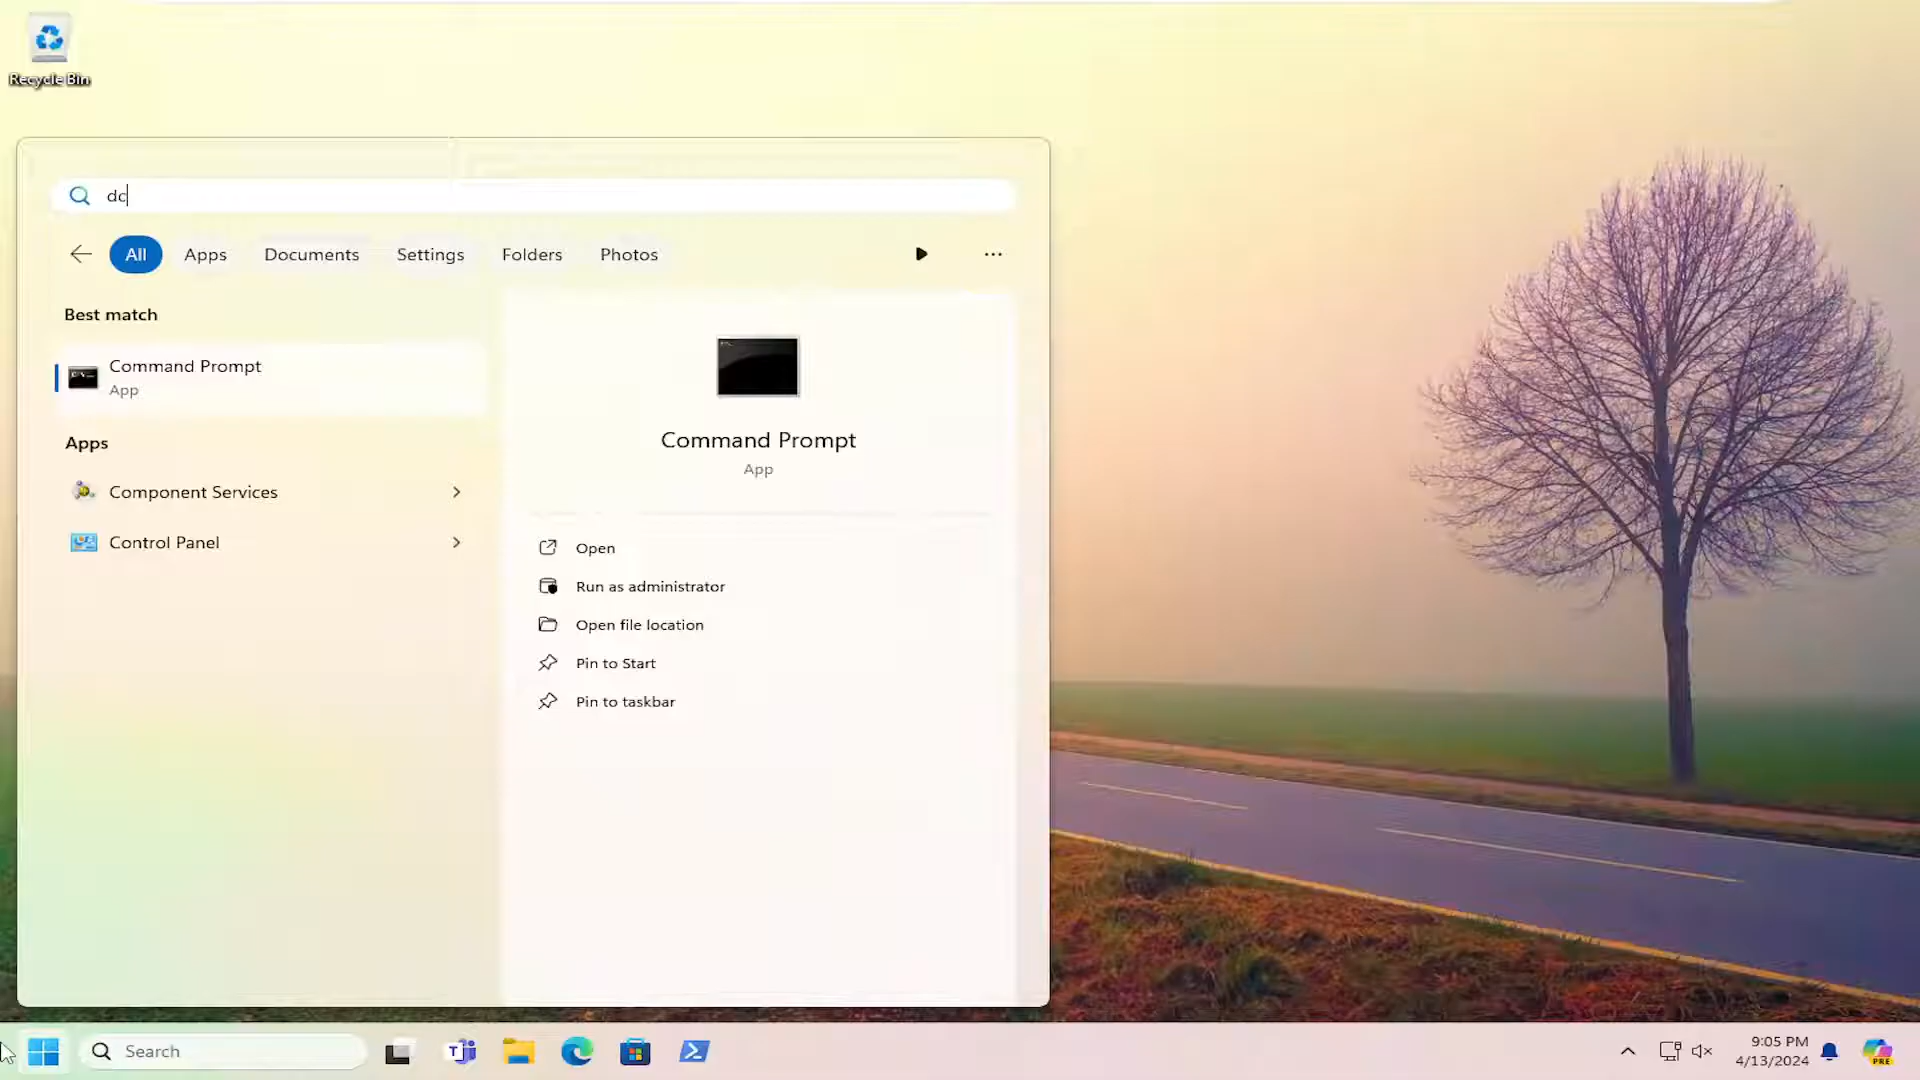 Recycle Bin
dc
All
Apps
Documents
Settings
Folders
Photos
Best match
Command Prompt
App
Apps
Component Services
Control Panel
Command Prompt
App
Open
Run as administrator
Open file location
Pin to Start
Pin to taskbar
Search
9:05 PM
4/13/2024
PRE